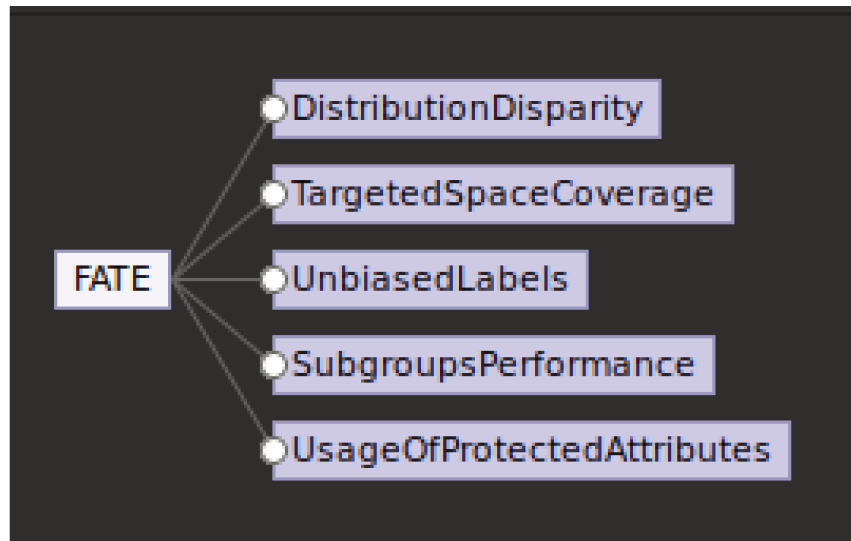 DistributionDisparity
TargetedSpaceCoverage
FATE
UnbiasedLabels
SubgroupsPerformance
UsageOfProtectedAttributes